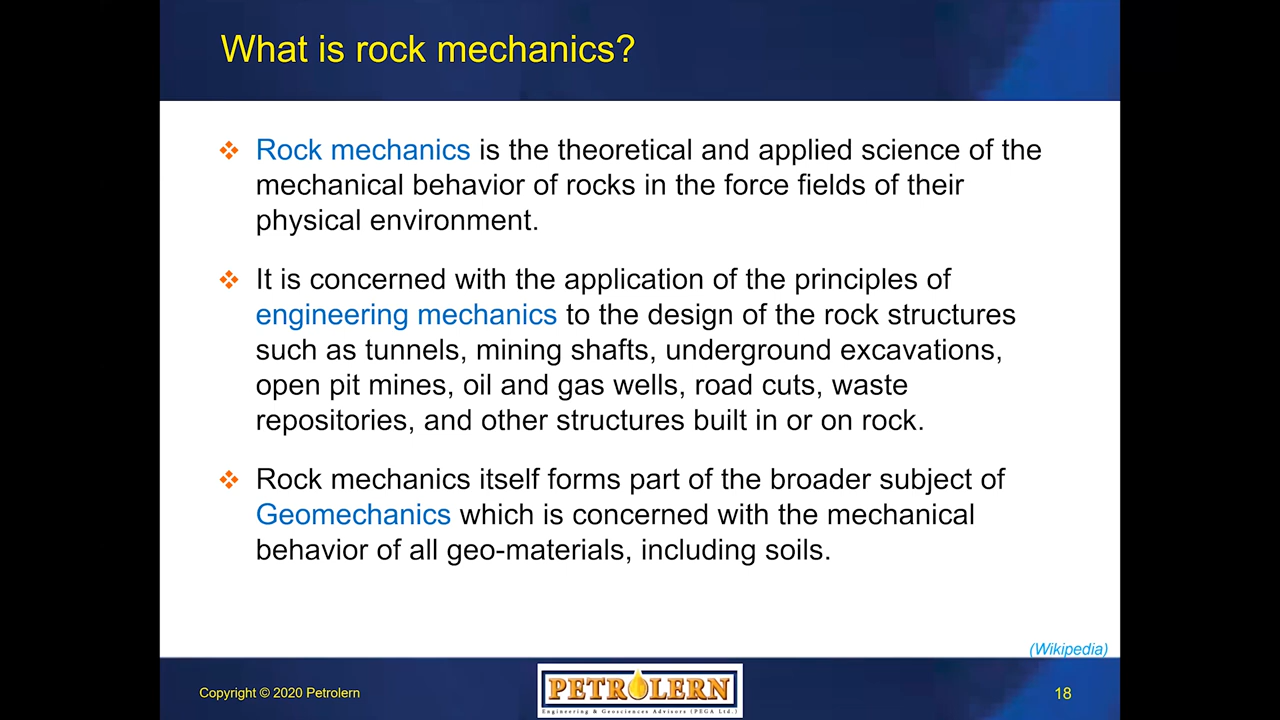 What is rock mechanics?
Rock mechanics is the theoretical and applied science of the
mechanical behavior of rocks in the force fields of their
physical environment.
It is concerned with the application of the principles of
engineering mechanics to the design of the rock structures
such as tunnels, mining shafts, underground excavations,
open pit mines, oil and gas wells, road cuts, waste
repositories, and other structures built in or on rock.
Rock mechanics itself forms part of the broader subject of
Geomechanics which is concerned with the mechanical
behavior of all geo-materials, including soils.
(Wikipedia)
Copyright © 2020 Petrolern
PETROLERN
Engineering & Geosciences Advisors (PEGA Ltd.)
18